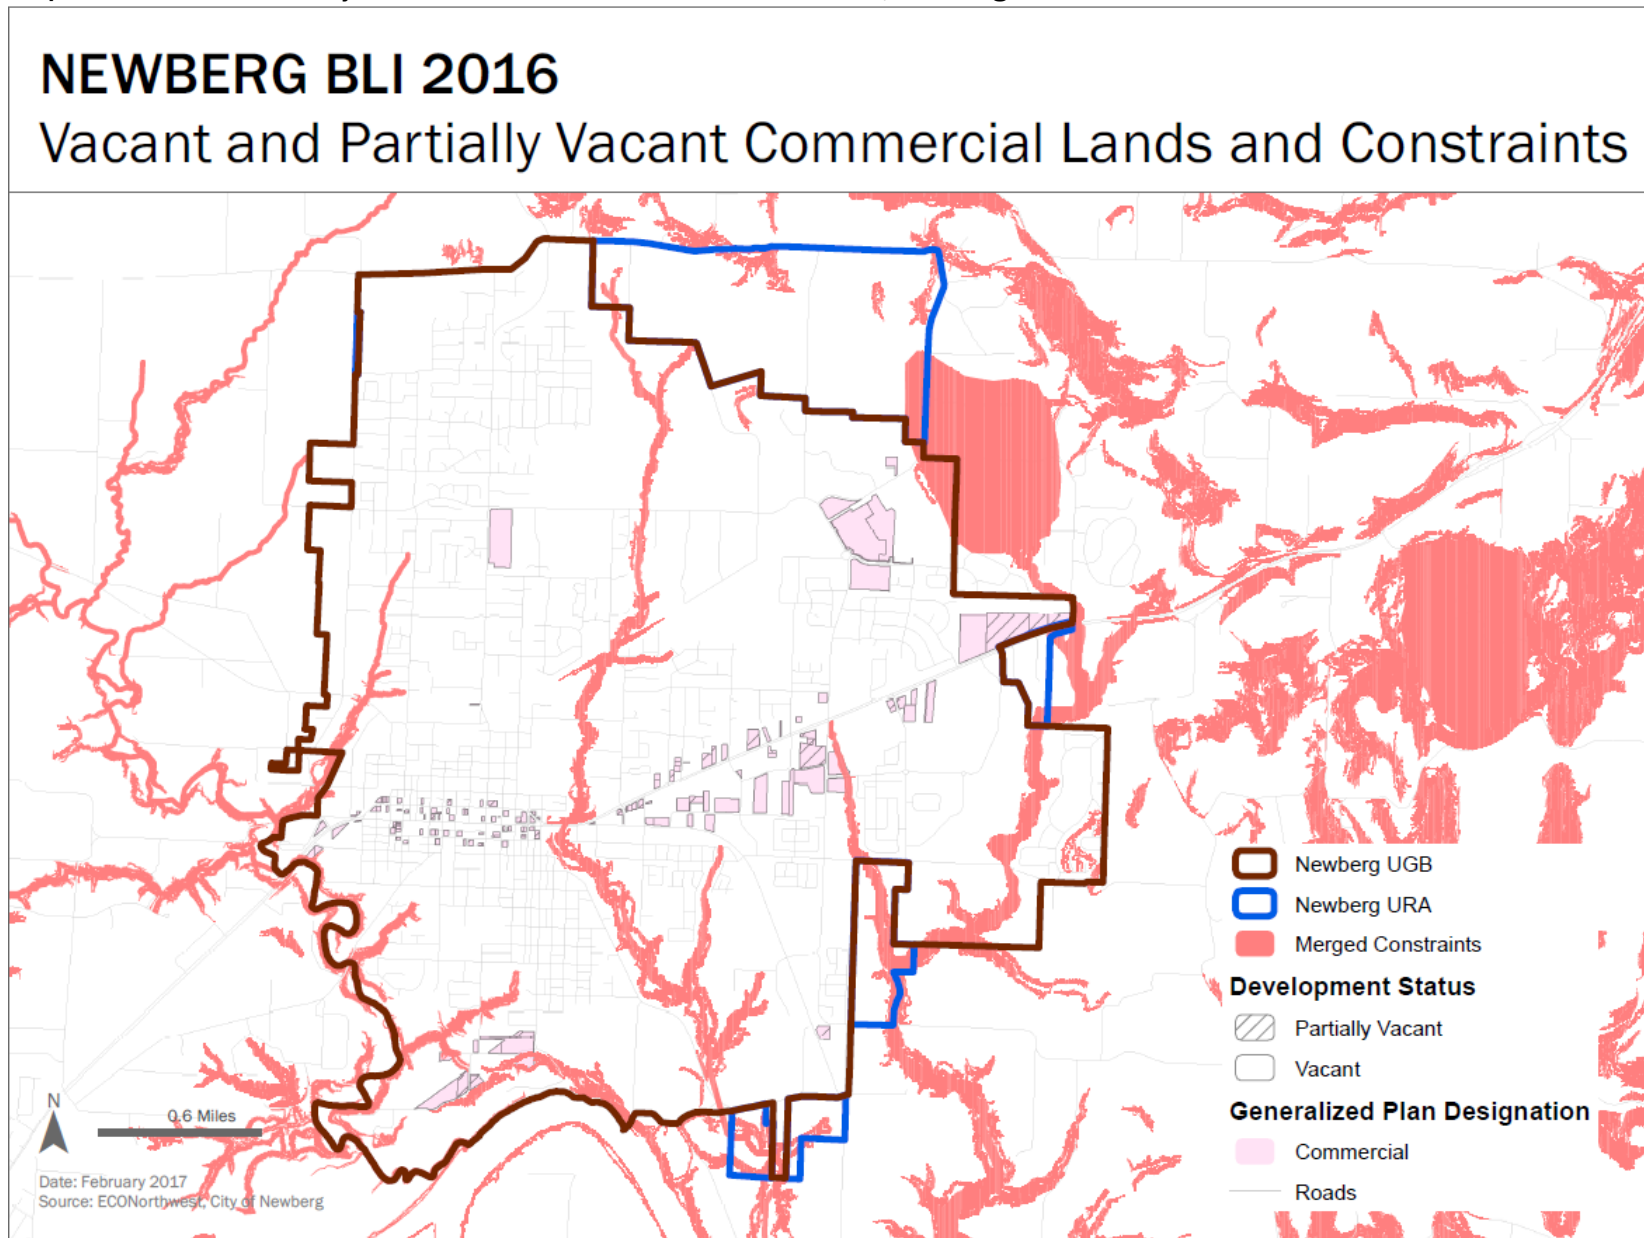 NEWBERG BLI 2016
Vacant and Partially Vacant Commercial Lands and Constraints
Newberg UGB
Newberg URA
Merged Constraints
Development Status
Partially Vacant
Vacant
Generalized Plan Designation
Commercial
Roads
N
0.6 Miles
Date: February 2017
Source: ECONorthwest, City of Newberg